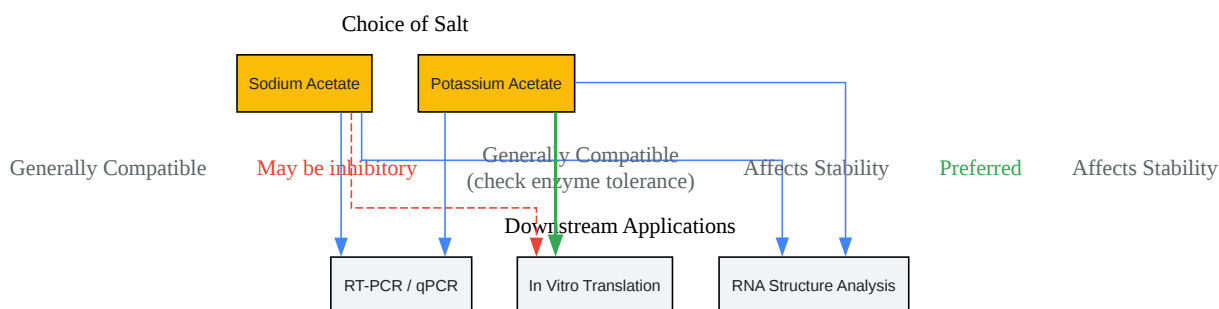 Choice of Salt
Sodium Acetate
Potassium Acetate
Generally Compatible
May be inhibitory
Generally Compatible
(check enzyme tolerance)
Affects Stability
Preferred
Affects Stability
Downstream Applications
RT-PCR / qPCR
In Vitro Translation
RNA Structure Analysis